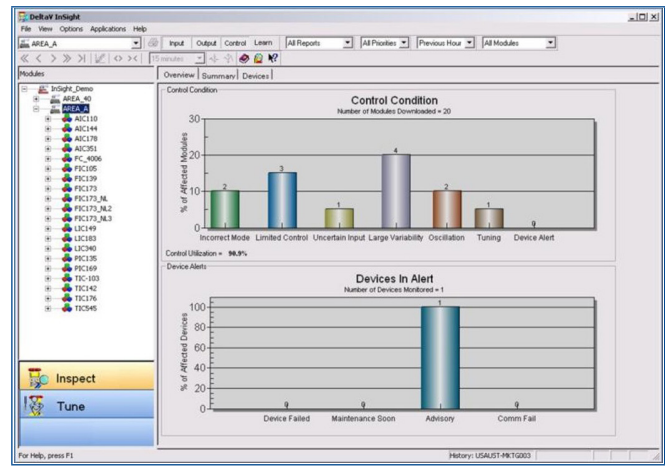 DeltaV InSight
File View Options Applications Help
AREA_A Input Output Control Learn All Reports All Priorities Previous Hour All Modules
15 minutes
Modules
Overview Summary Devices
InSight_Demo
AREA_40
AREA_A
AIC110
AIC144
AIC178
AIC351
FC_4006
FIC105
FIC139
FIC173
FIC173_NL
FIC173_NL2
FIC173_NL3
LIC149
LIC183
LIC340
PIC135
PIC169
TIC-103
TIC142
TIC176
TIC545
Inspect
Tune
Control Condition
Control Condition
Number of Modules Downloaded = 20
% of Affected Modules
30
20
10
0
2 3 1 4 2 1 0
Incorrect Mode Limited Control Uncertain Input Large Variability Oscillation Tuning Device Alert
Control Utilization = 90.9%
Device Alerts
Devices In Alert
Number of Devices Monitored = 1
% of Affected Devices
100
80
60
40
20
0
0 0 1 0
Device Failed Maintenance Soon Advisory Comm Fail
For Help, press F1
History: USAUST-MKTG003